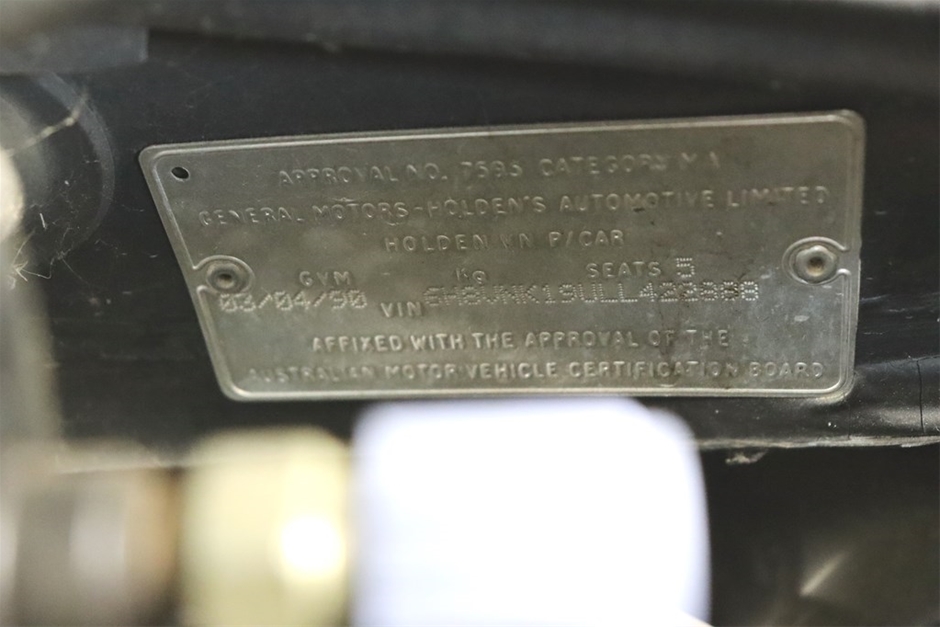 APPROVAL NO. 7595 CATEGORY MA
GENERAL MOTORS-HOLDEN'S AUTOMOTIVE LIMITED
HOLDEN VN P/CAR
GVM Kg SEATS 5
03/04/90 VIN
AFFIXED WITH THE APPROVAL OF THE
AUSTRALIAN MOTOR VEHICLE CERTIFICATION BOARD